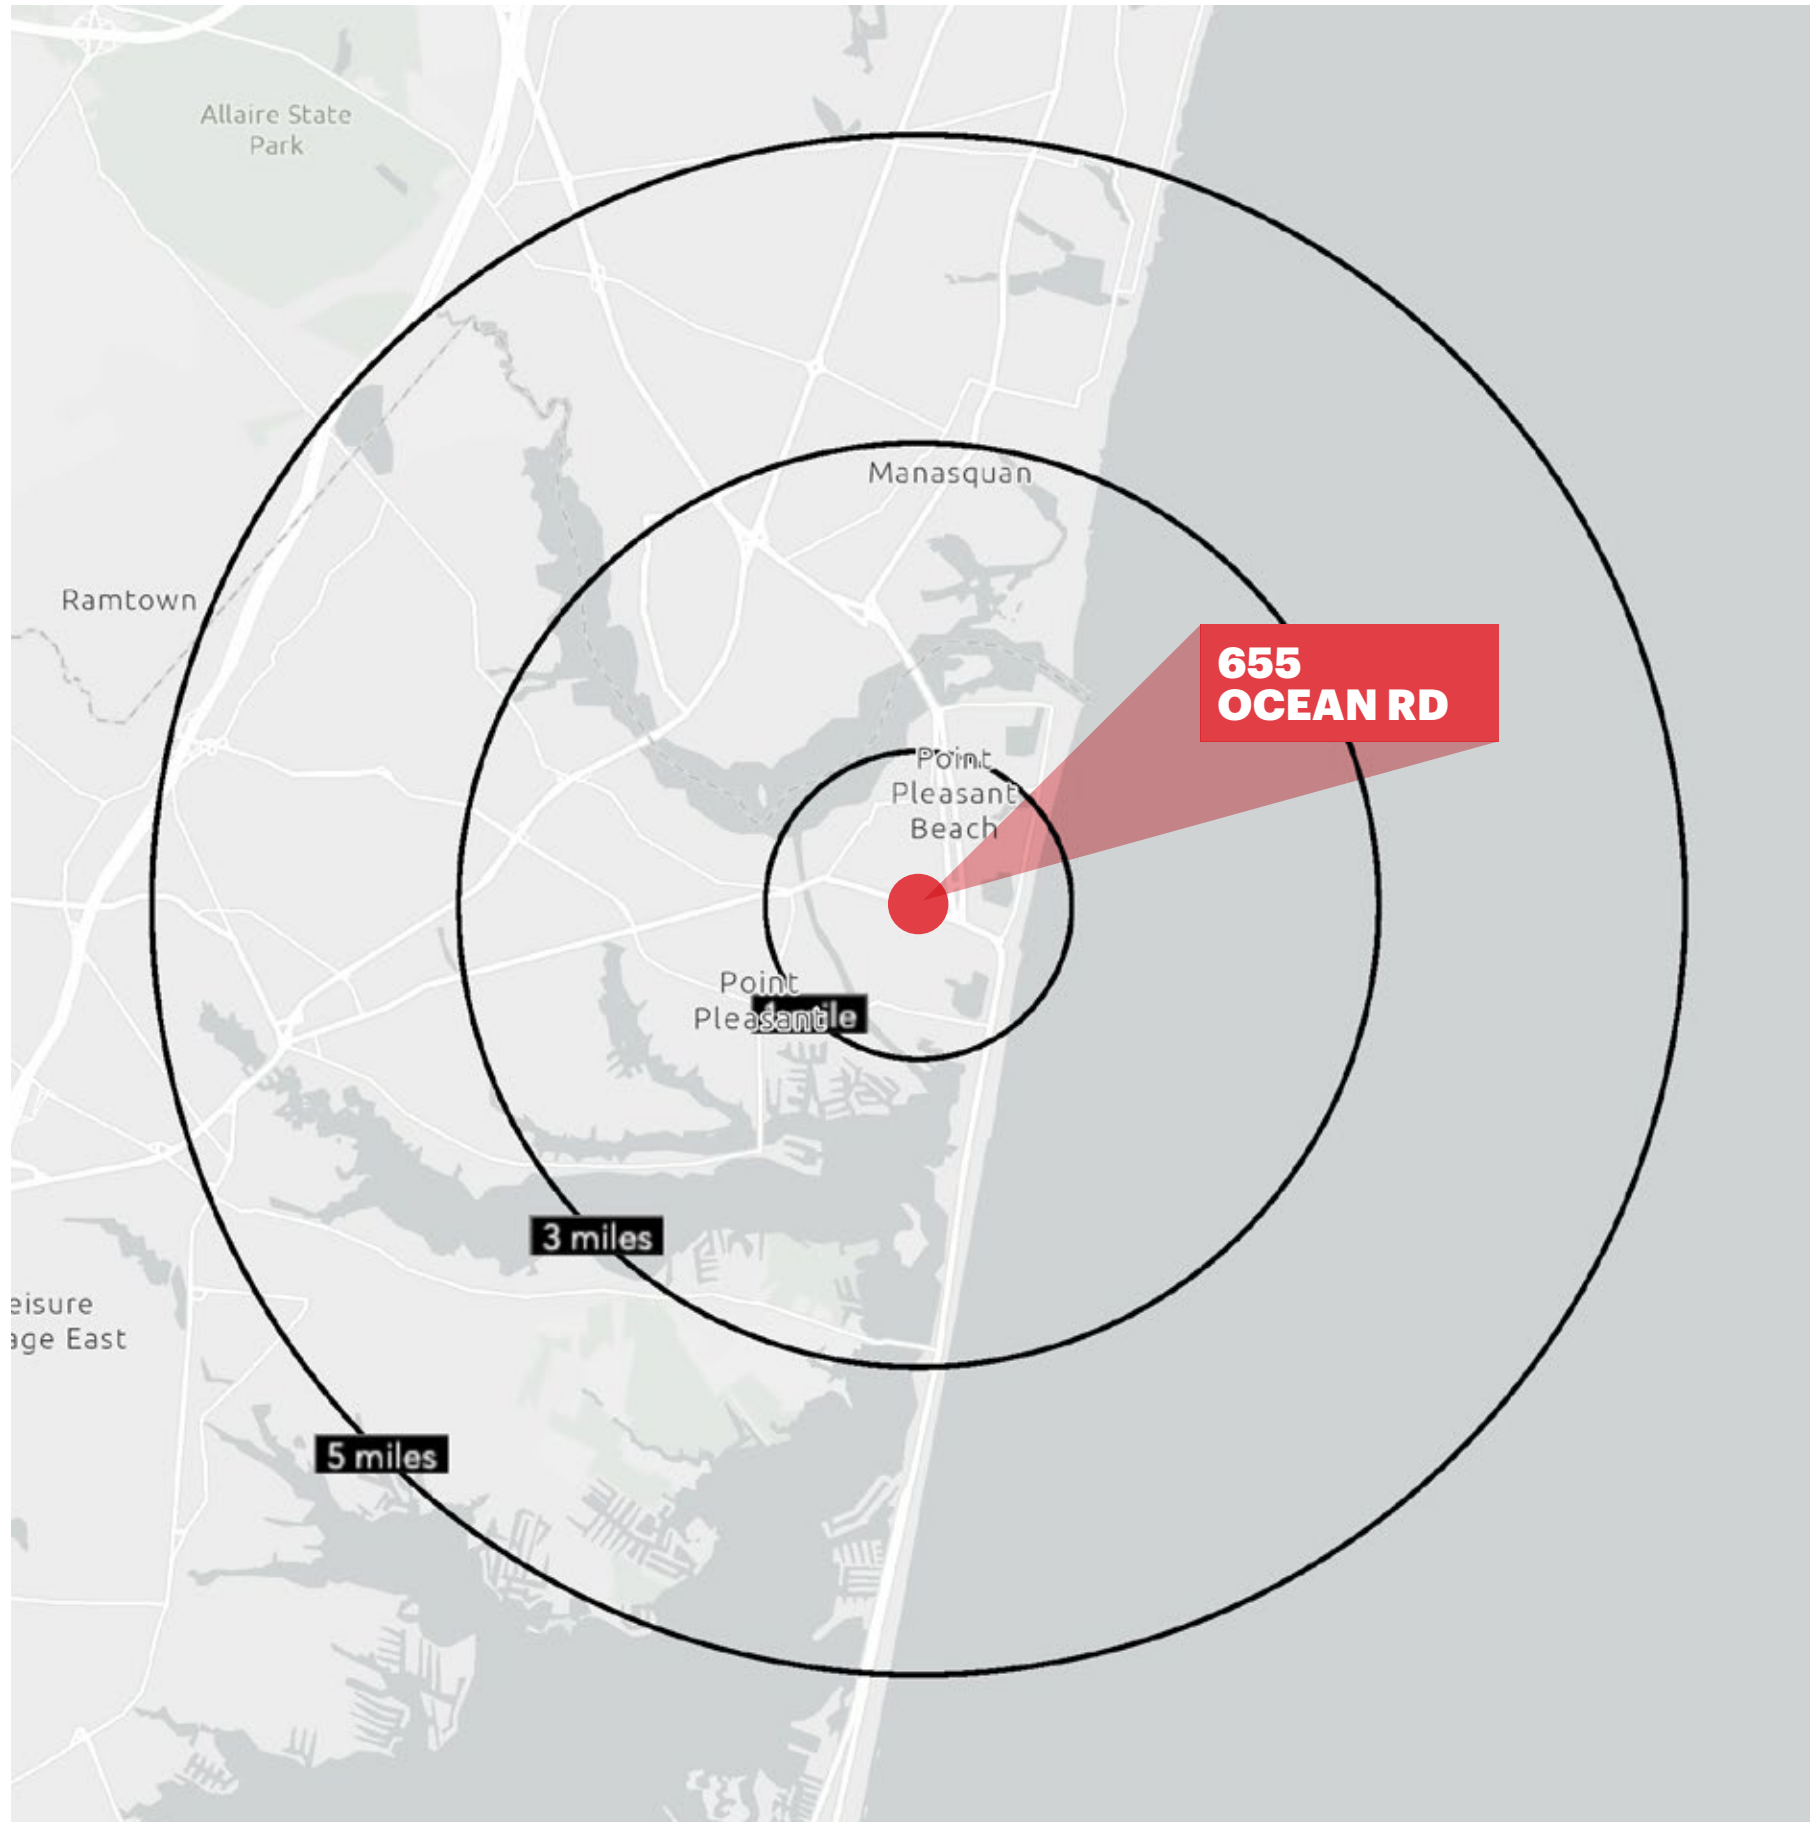 Allaire State
Park
Manasquan
Ramtown
655
OCEAN RD
Point
Pleasant
Beach
Point
Pleasant
3 miles
eisure
age East
5 miles